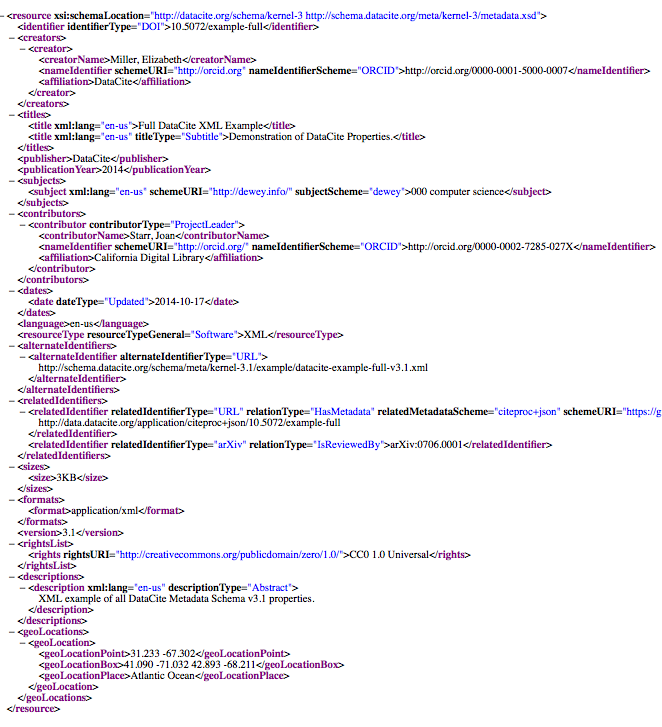 − <resource xsi:schemaLocation="http://datacite.org/schema/kernel-3 http://schema.datacite.org/meta/kernel-3/metadata.xsd">
<identifier identifierType="DOI">10.5072/example-full</identifier>
− <creators>
− <creator>
<creatorName>Miller, Elizabeth</creatorName>
<nameIdentifier schemeURI="http://orcid.org" nameIdentifierScheme="ORCID">http://orcid.org/0000-0001-5000-0007</nameIdentifier>
<affiliation>DataCite</affiliation>
</creator>
</creators>
− <titles>
<title xml:lang="en-us">Full DataCite XML Example</title>
<title xml:lang="en-us" titleType="Subtitle">Demonstration of DataCite Properties.</title>
</titles>
<publisher>DataCite</publisher>
<publicationYear>2014</publicationYear>
− <subjects>
<subject xml:lang="en-us" schemeURI="http://dewey.info/" subjectScheme="dewey">000 computer science</subject>
</subjects>
− <contributors>
− <contributor contributorType="ProjectLeader">
<contributorName>Starr, Joan</contributorName>
<nameIdentifier schemeURI="http://orcid.org/" nameIdentifierScheme="ORCID">http://orcid.org/0000-0002-7285-027X</nameIdentifier>
<affiliation>California Digital Library</affiliation>
</contributor>
</contributors>
− <dates>
<date dateType="Updated">2014-10-17</date>
</dates>
<language>en-us</language>
<resourceType resourceTypeGeneral="Software">XML</resourceType>
− <alternateIdentifiers>
− <alternateIdentifier alternateIdentifierType="URL">
http://schema.datacite.org/schema/meta/kernel-3.1/example/datacite-example-full-v3.1.xml
</alternateIdentifier>
</alternateIdentifiers>
− <relatedIdentifiers>
− <relatedIdentifier relatedIdentifierType="URL" relationType="HasMetadata" relatedMetadataScheme="citeproc+json" schemeURI="https://g
http://data.datacite.org/application/citeproc+json/10.5072/example-full
</relatedIdentifier>
<relatedIdentifier relatedIdentifierType="arXiv" relationType="IsReviewedBy">arXiv:0706.0001</relatedIdentifier>
</relatedIdentifiers>
− <sizes>
<size>3KB</size>
</sizes>
− <formats>
<format>application/xml</format>
</formats>
<version>3.1</version>
− <rightsList>
<rights rightsURI="http://creativecommons.org/publicdomain/zero/1.0/">CC0 1.0 Universal</rights>
</rightsList>
− <descriptions>
− <description xml:lang="en-us" descriptionType="Abstract">
XML example of all DataCite Metadata Schema v3.1 properties.
</description>
</descriptions>
− <geoLocations>
− <geoLocation>
<geoLocationPoint>31.233 -67.302</geoLocationPoint>
<geoLocationBox>41.090 -71.032 42.893 -68.211</geoLocationBox>
<geoLocationPlace>Atlantic Ocean</geoLocationPlace>
</geoLocation>
</geoLocations>
</resource>